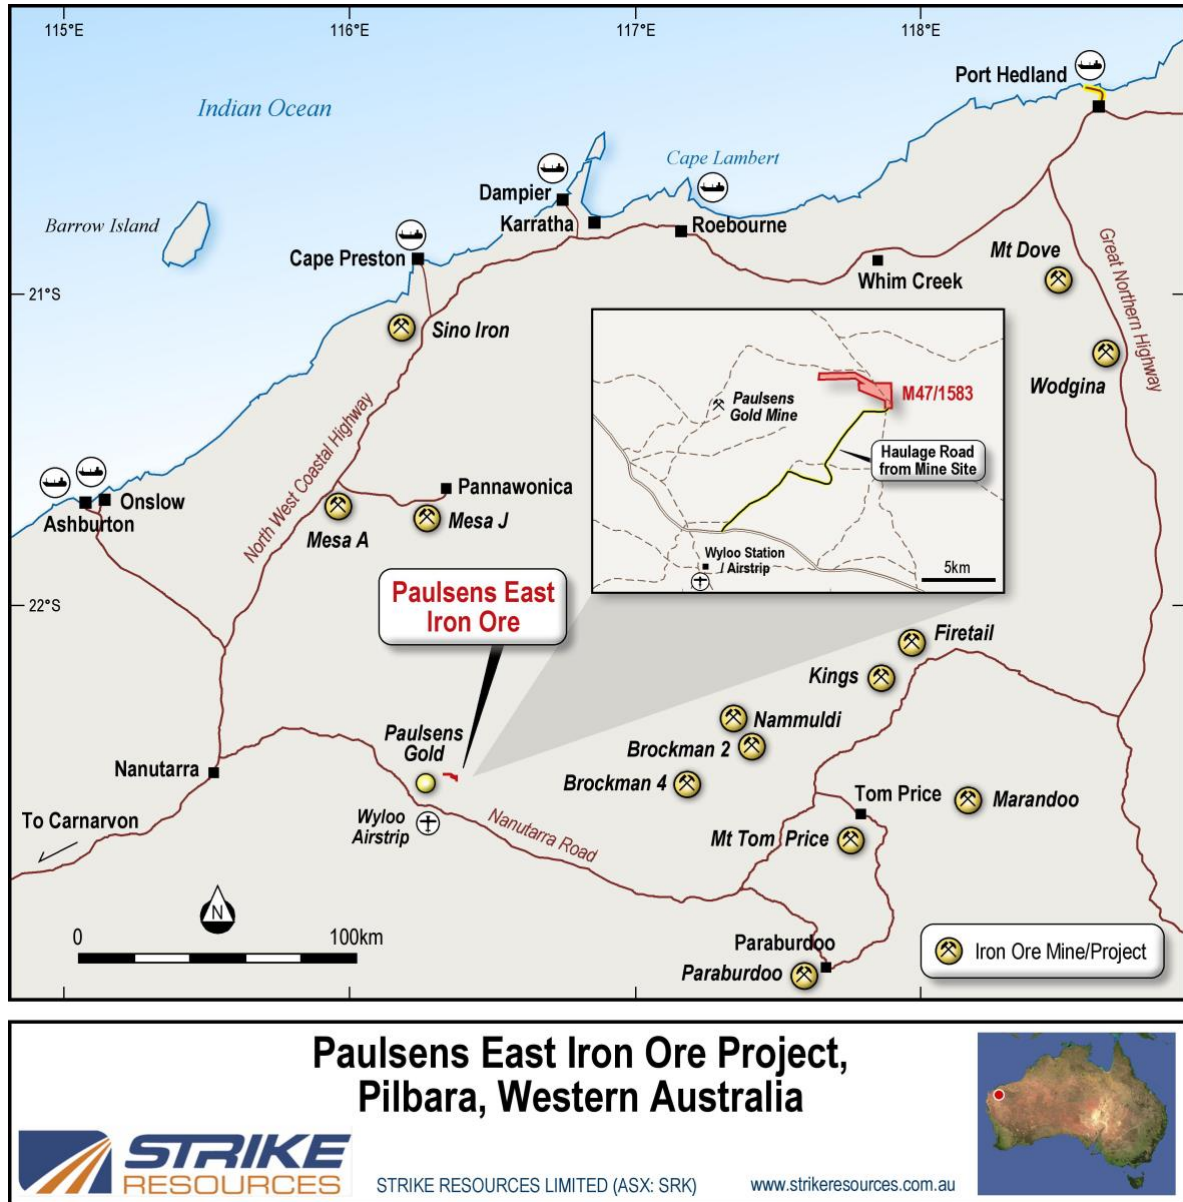 115°E
116°E
117°E
118°E
Port Hedland
Indian Ocean
Cape Lambert
Dampier
Barrow Island
Karratha
Roebourne
Cape Preston
Mt Dove
Great Northern Highway
Whim Creek
21°S
Sino Iron
Wodgina
North West Coastal Highway
Paulsens
Gold Mine
M47/1583
Haulage Road
from Mine Site
Wyloo Station
/ Airstrip
5km
Pannawonica
Onslow
Ashburton
Mesa A
Mesa J
Paulsens East
Iron Ore
22°S
Firetail
Kings
Nammuldi
Paulsens
Gold
Brockman 2
Nanutarra
Brockman 4
Tom Price
Marandoo
To Carnarvon
Wyloo
Airstrip
Nanutarra Road
Mt Tom Price
N
0
100km
Paraburdoo
Paraburdoo
Iron Ore Mine/Project
Paulsens East Iron Ore Project,
Pilbara, Western Australia
STRIKE
RESOURCES
STRIKE RESOURCES LIMITED (ASX: SRK)
www.strikeresources.com.au